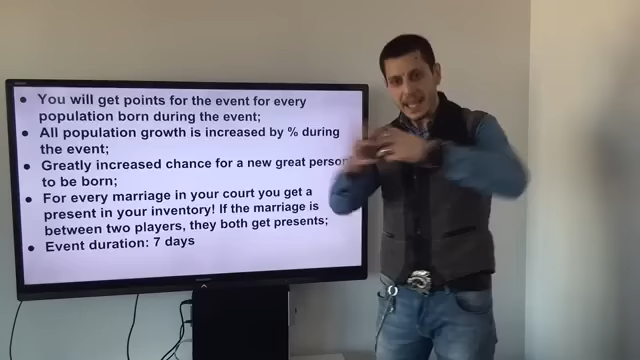 You will get points for the event for every
population born during the event;
All population growth is increased by % during
the event;
Greatly increased chance for a new great person
to be born;
For every marriage in your court you get a
present in your inventory! If the marriage is
between two players, they both get presents;
Event duration: 7 days